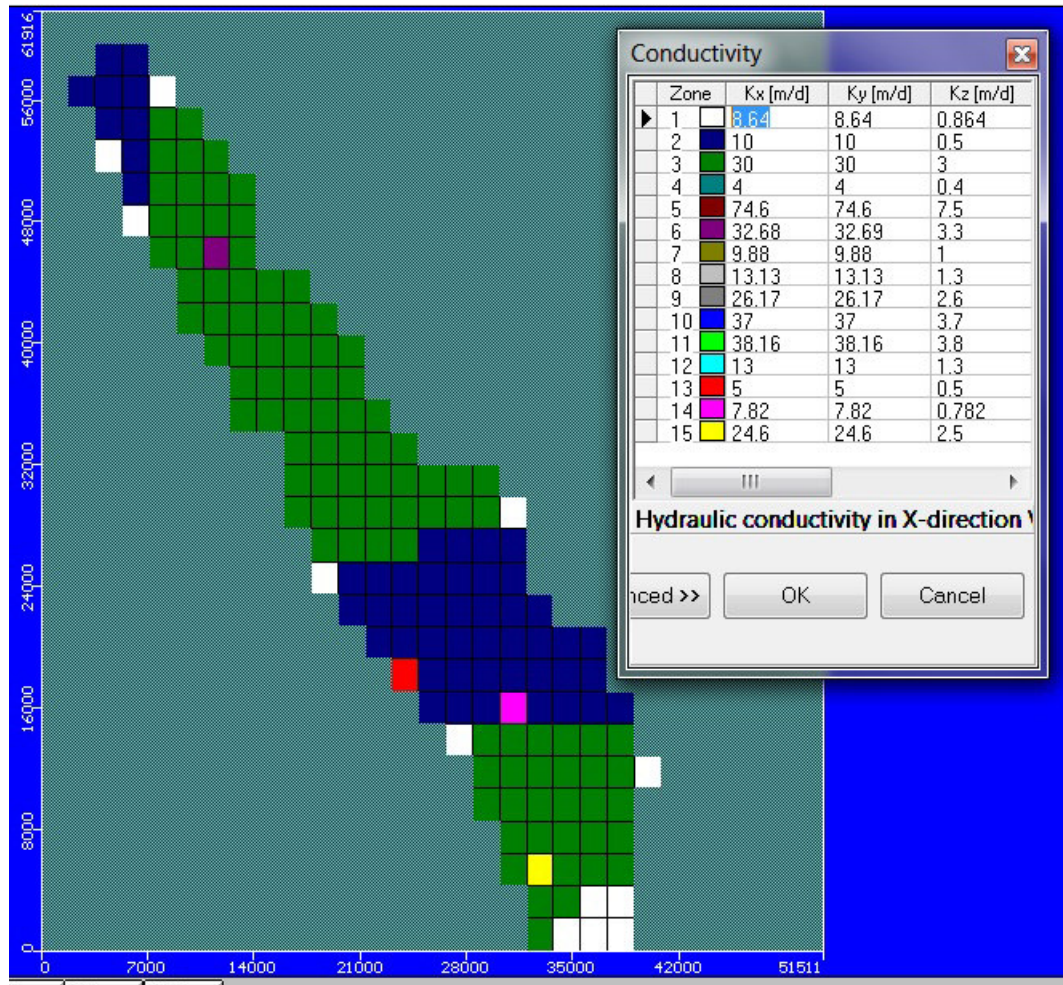 Conductivity
Zone Kx [m/d] Ky [m/d] Kz [m/d]
1 8.64 8.64 0.864
2 10 10 0.5
3 30 30 3
4 4 4 0.4
5 74.6 74.6 7.5
6 32.68 32.69 3.3
7 9.88 9.88 1
8 13.13 13.13 1.3
9 26.17 26.17 2.6
10 37 37 3.7
11 38.16 38.16 3.8
12 13 13 1.3
13 5 5 0.5
14 7.82 7.82 0.782
15 24.6 24.6 2.5
Hydraulic conductivity in X-direction
nced >> OK Cancel
61916
56000
48000
40000
32000
24000
16000
8000
0
0 7000 14000 21000 28000 35000 42000 51511